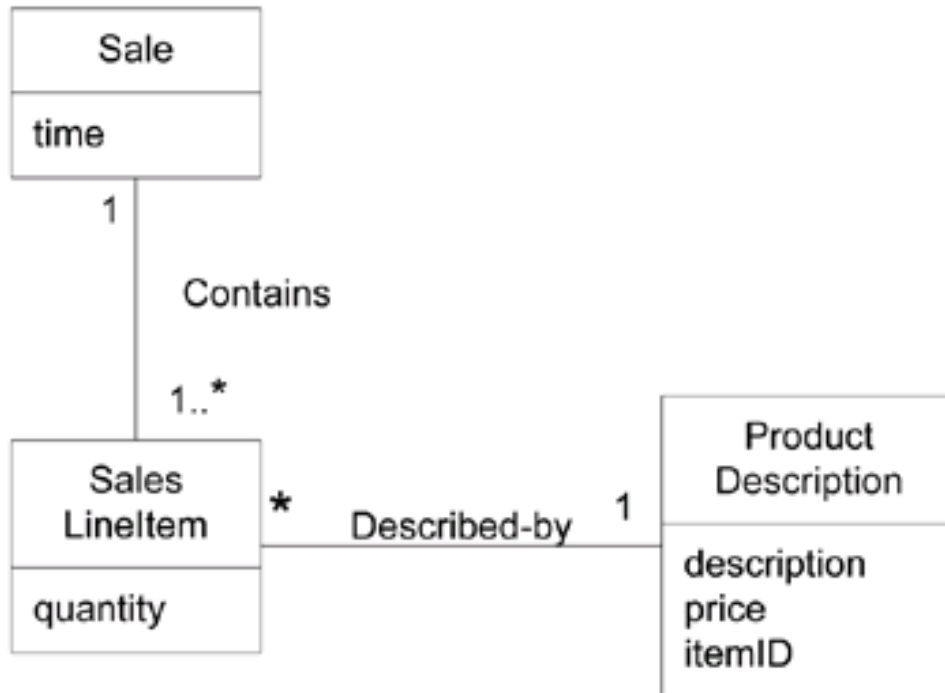 Sale
time
1
Contains
1..*
Sales
LineItem
quantity
*
Described-by
1
Product
Description
description
price
itemID